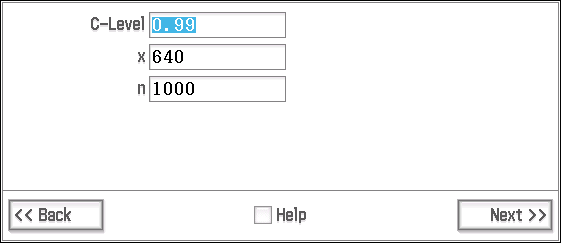 C-Level 0.99
x 640
n 1000
<< Back Help Next >>